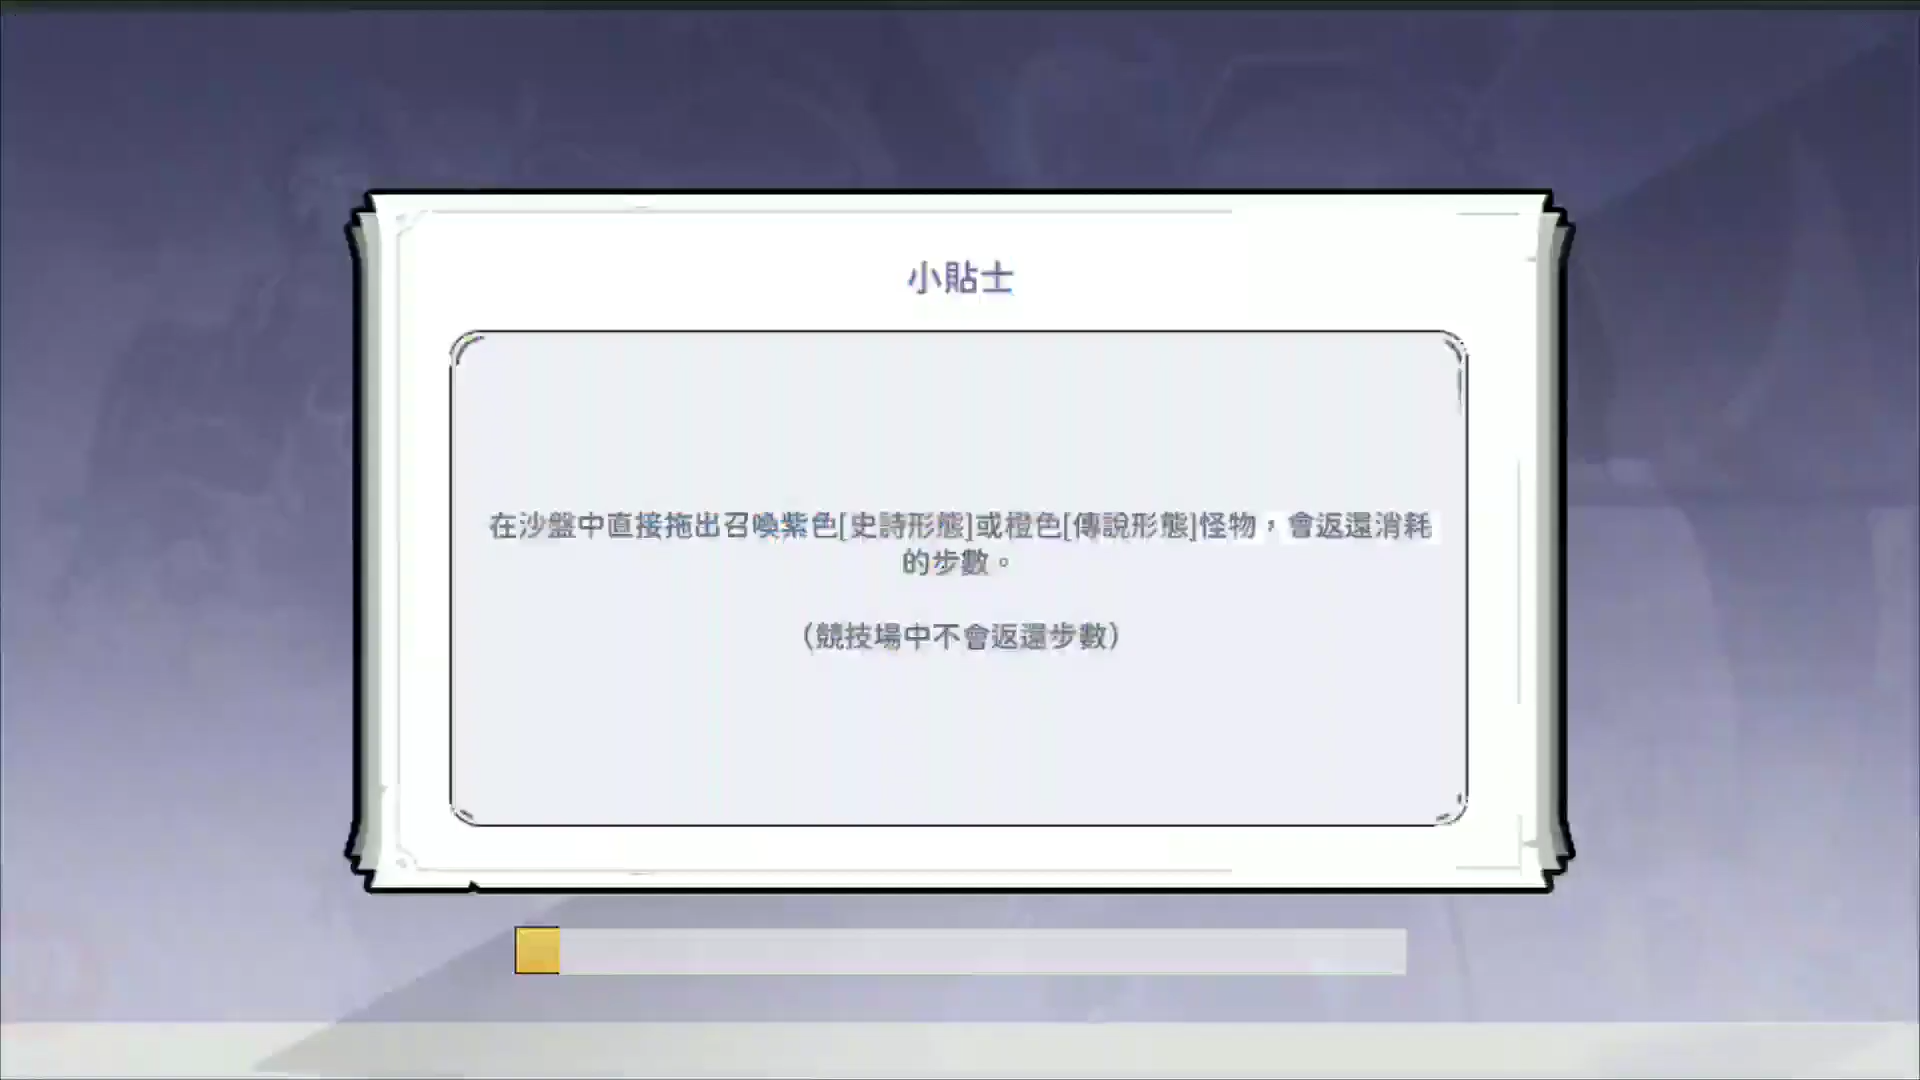 小貼士
在沙盤中直接拖出召喚紫色[史詩形態]或橙色[傳說形態]怪物，會返還消耗
的步數。
（競技場中不會返還步數）